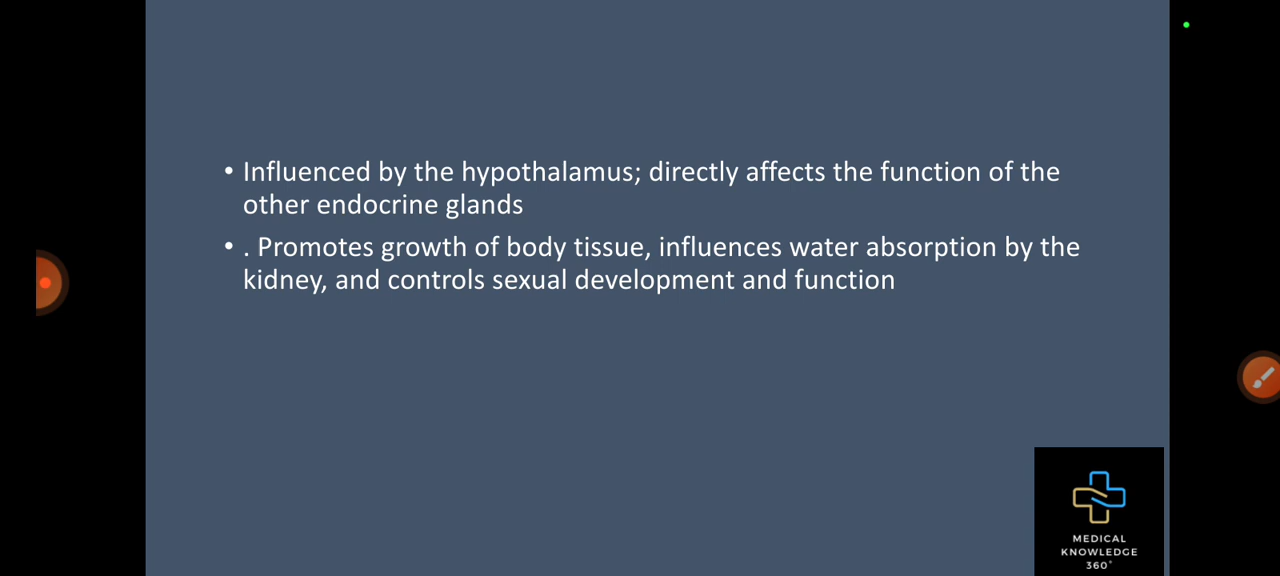 • Influenced by the hypothalamus; directly affects the function of the
other endocrine glands
• . Promotes growth of body tissue, influences water absorption by the
kidney, and controls sexual development and function
MEDICAL
KNOWLEDGE
360°